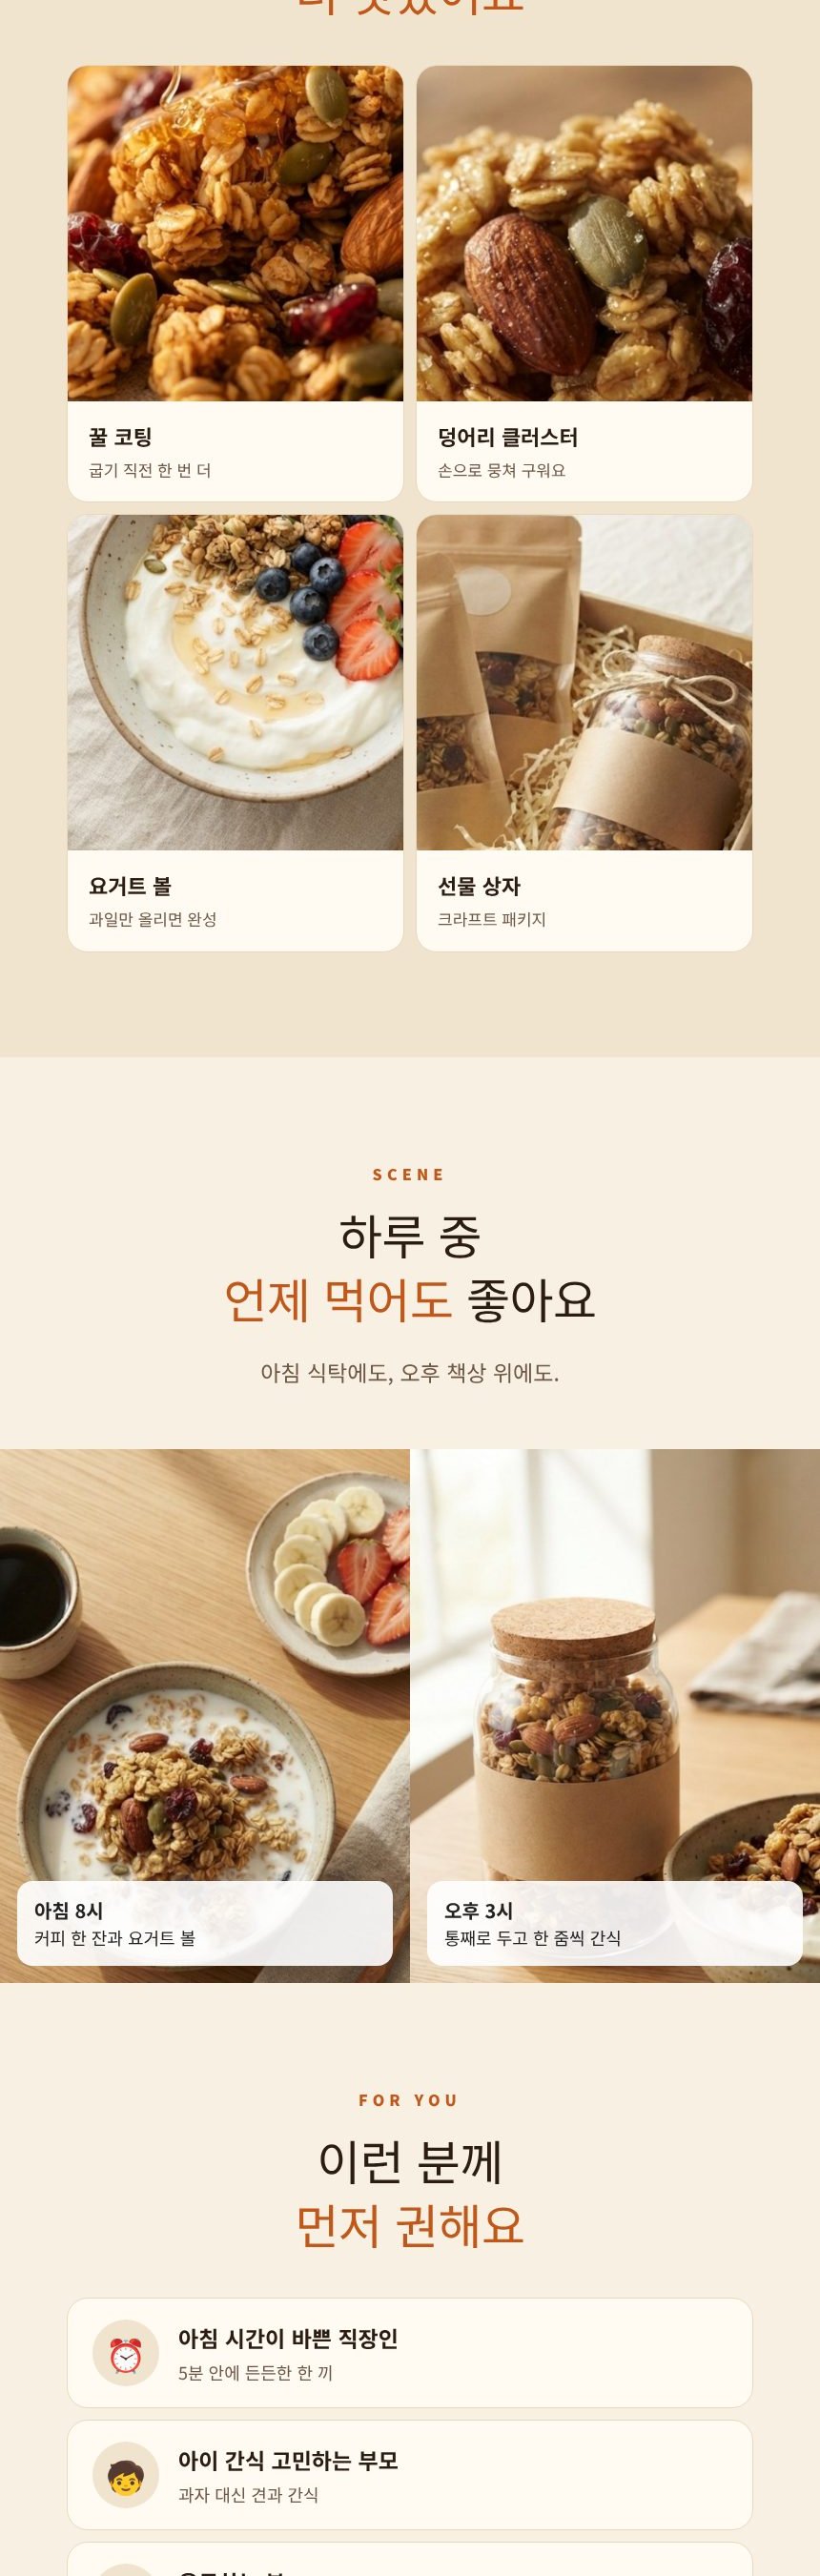 꿀 코팅
굽기 직전 한 번 더
덩어리 클러스터
손으로 뭉쳐 구워요
요거트 볼
과일만 올리면 완성
선물 상자
크라프트 패키지
SCENE
하루 중
언제 먹어도 좋아요
아침 식탁에도, 오후 책상 위에도.
아침 8시
커피 한 잔과 요거트 볼
오후 3시
통째로 두고 한 줌씩 간식
FOR YOU
이런 분께
먼저 권해요
아침 시간이 바쁜 직장인
5분 안에 든든한 한 끼
아이 간식 고민하는 부모
과자 대신 견과 간식